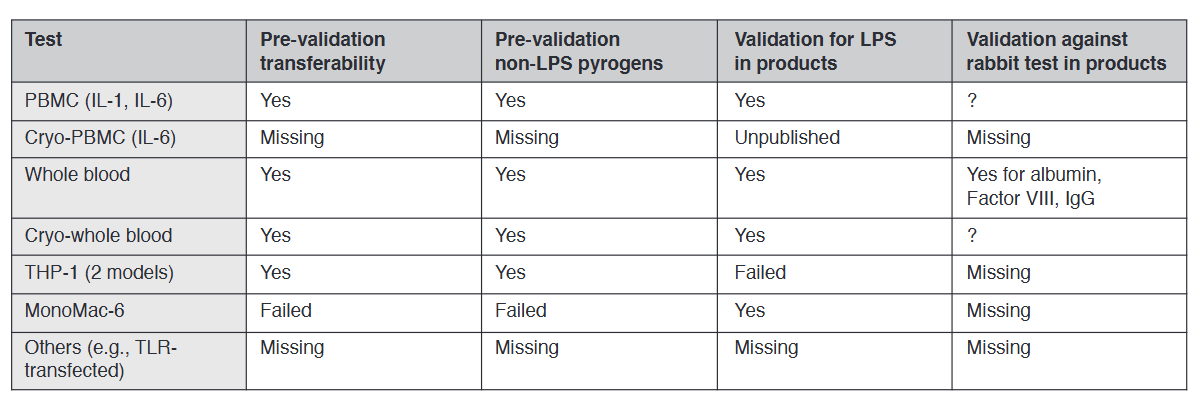 Test
Pre-validation
transferability
Pre-validation
non-LPS pyrogens
Validation for LPS
in products
Validation against
rabbit test in products
PBMC (IL-1, IL-6)
Yes
Yes
Yes
?
Cryo-PBMC (IL-6)
Missing
Missing
Unpublished
Missing
Whole blood
Yes
Yes
Yes
Yes for albumin,
Factor VIII, IgG
Cryo-whole blood
Yes
Yes
Yes
?
THP-1 (2 models)
Yes
Yes
Failed
Missing
MonoMac-6
Failed
Failed
Yes
Missing
Others (e.g., TLR-
transfected)
Missing
Missing
Missing
Missing